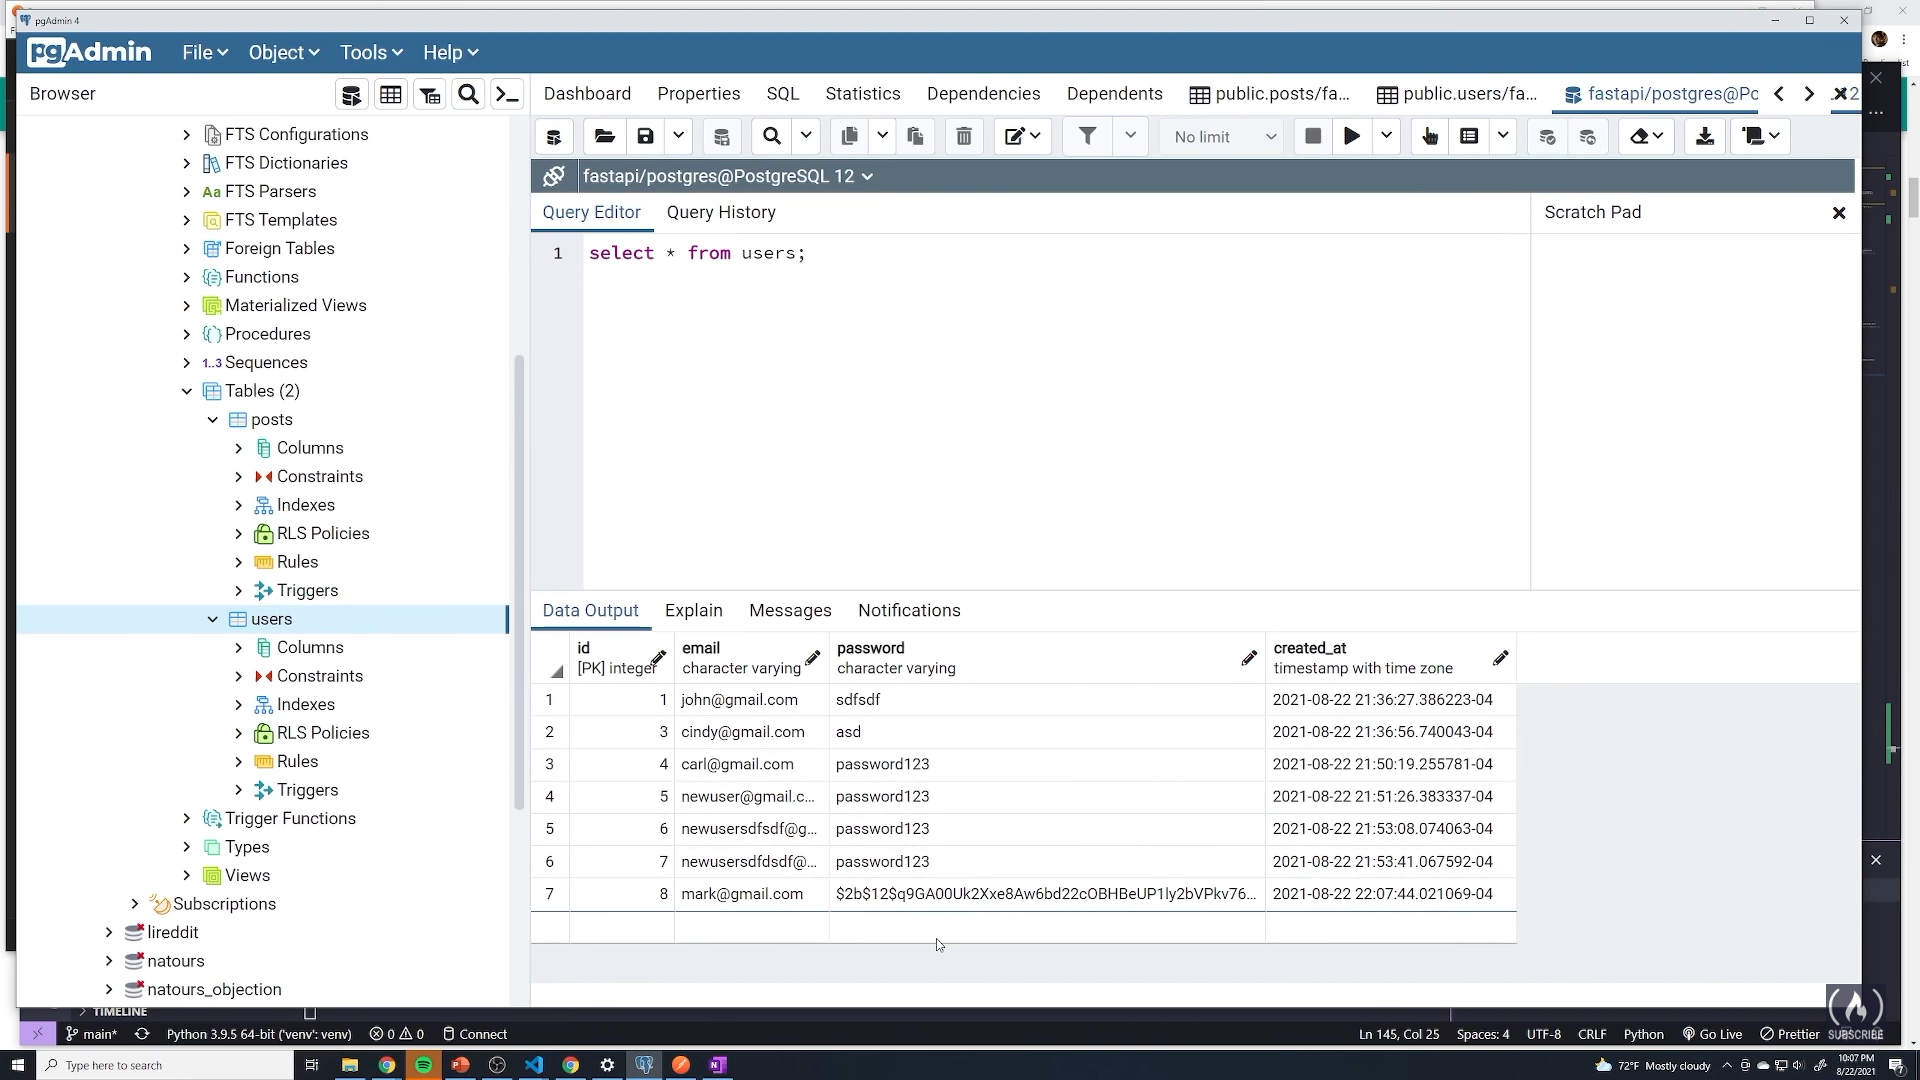 pgAdmin 4
pgAdmin File Object Tools Help
Browser
Dashboard Properties SQL Statistics Dependencies Dependents public.posts/fa... public.users/fa... fastapi/postgres@Po
No limit
fastapi/postgres@PostgreSQL 12
Query Editor Query History
Scratch Pad
1 select * from users;
FTS Configurations
FTS Dictionaries
Aa FTS Parsers
FTS Templates
Foreign Tables
Functions
Materialized Views
Procedures
1..3 Sequences
Tables (2)
posts
Columns
Constraints
Indexes
RLS Policies
Rules
Triggers
users
Columns
Constraints
Indexes
RLS Policies
Rules
Triggers
Trigger Functions
Types
Views
Subscriptions
lireddit
natours
natours_objection
Data Output Explain Messages Notifications
id email password created_at
[PK] integer character varying character varying timestamp with time zone
1 1 john@gmail.com sdfsdf 2021-08-22 21:36:27.386223-04
2 3 cindy@gmail.com asd 2021-08-22 21:36:56.740043-04
3 4 carl@gmail.com password123 2021-08-22 21:50:19.255781-04
4 5 newuser@gmail.c... password123 2021-08-22 21:51:26.383337-04
5 6 newusersdfsdf@g... password123 2021-08-22 21:53:08.074063-04
6 7 newusersdfdsdf@... password123 2021-08-22 21:53:41.067592-04
7 8 mark@gmail.com $2b$12$q9GA00Uk2Xxe8Aw6bd22cOBHBeUP1ly2bVPkv76... 2021-08-22 22:07:44.021069-04
TIMELINE
main* Python 3.9.5 64-bit ('venv': venv) 0 0 Connect
Ln 145, Col 25 Spaces: 4 UTF-8 CRLF Python Go Live Prettier
SUBSCRIBE
Type here to search
72°F Mostly cloudy
10:07 PM
8/22/2021